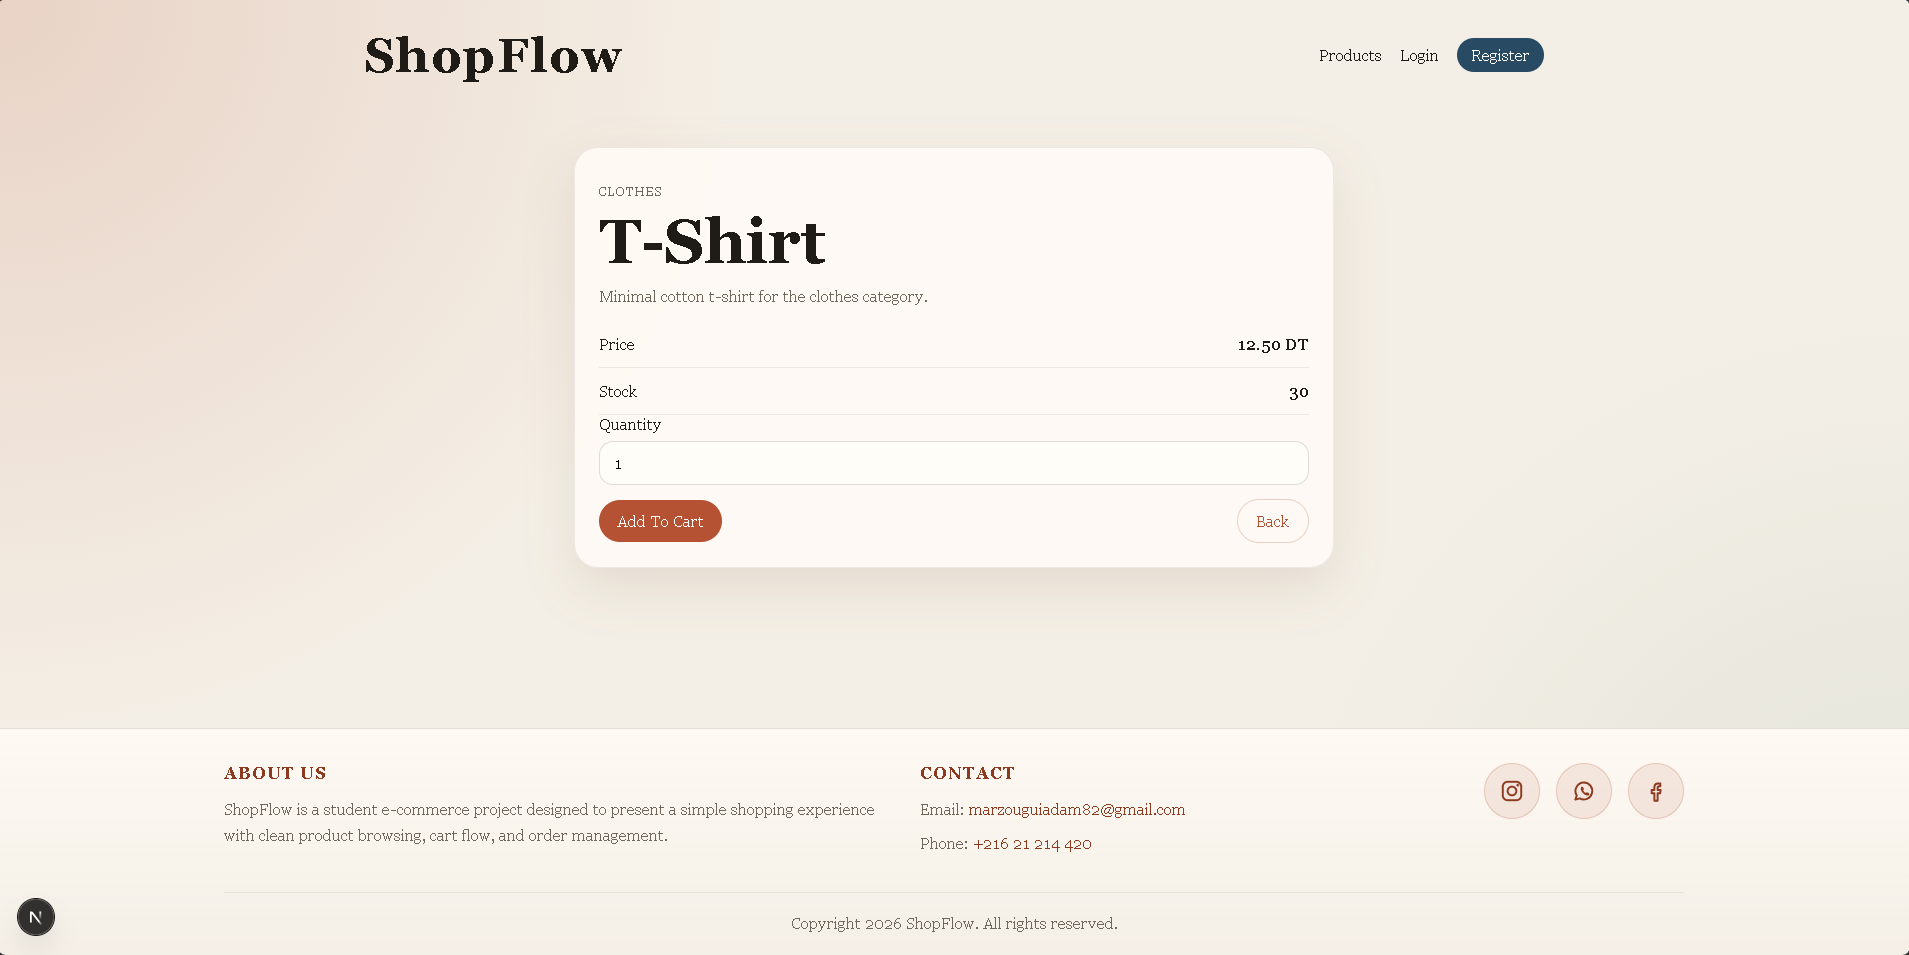 ShopFlow
Products
Login
Register
CLOTHES
T-Shirt
Minimal cotton t-shirt for the clothes category.
Price
12.50 DT
Stock
30
Quantity
1
Add To Cart
Back
ABOUT US
ShopFlow is a student e-commerce project designed to present a simple shopping experience
with clean product browsing, cart flow, and order management.
CONTACT
Email: marzouguiadam82@gmail.com
Phone: +216 21 214 420
N
Copyright 2026 ShopFlow. All rights reserved.